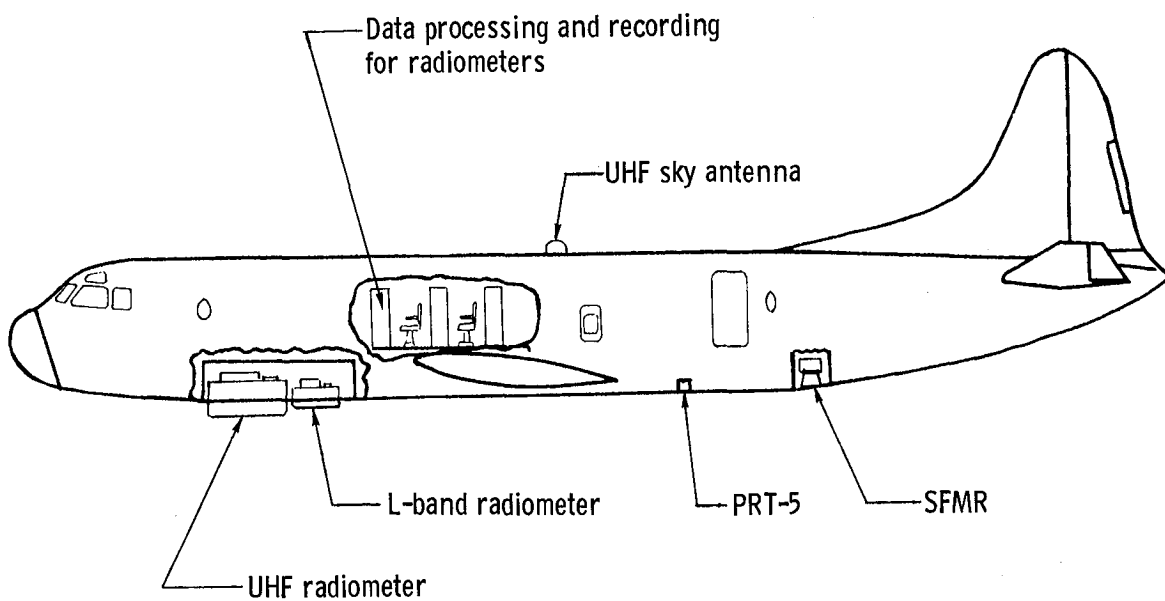 Data processing and recording
for radiometers
UHF sky antenna
L-band radiometer
PRT-5
SFMR
UHF radiometer